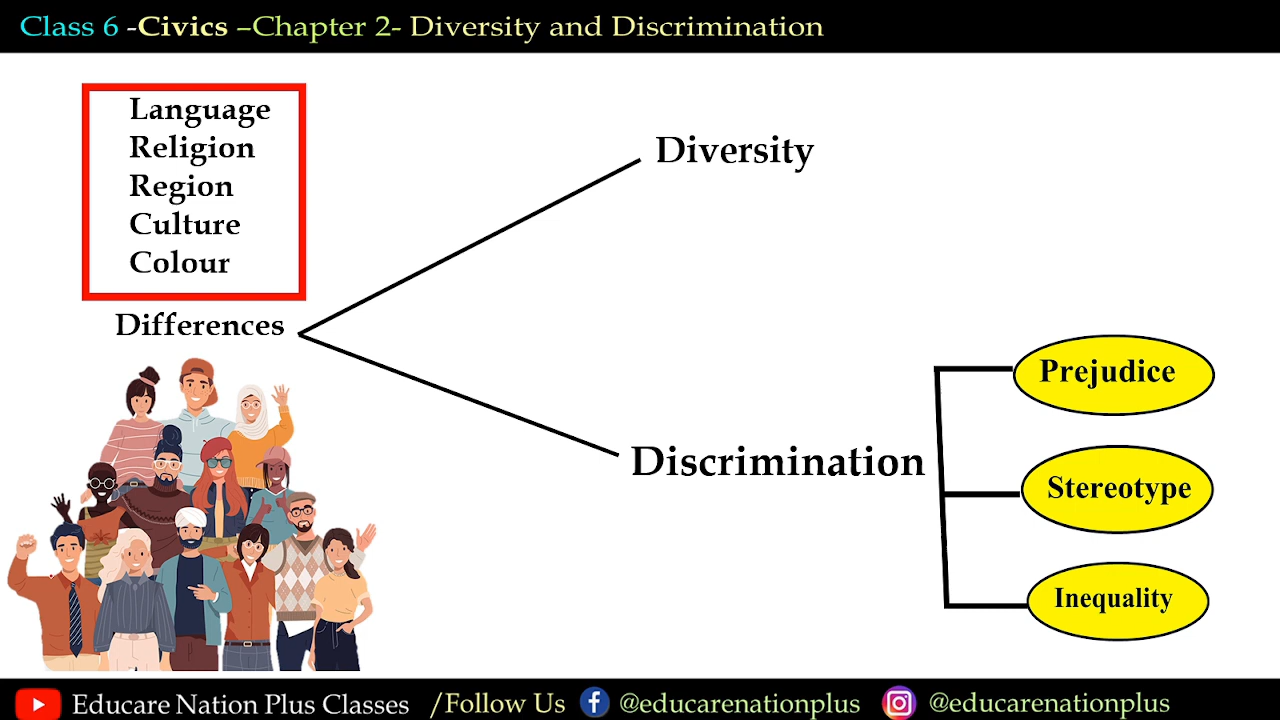 Class 6 -Civics –Chapter 2- Diversity and Discrimination
Language
Religion
Region
Culture
Colour
Differences
Diversity
Discrimination
Prejudice
Stereotype
Inequality
Educare Nation Plus Classes /Follow Us @educarenationplus @educarenationplus